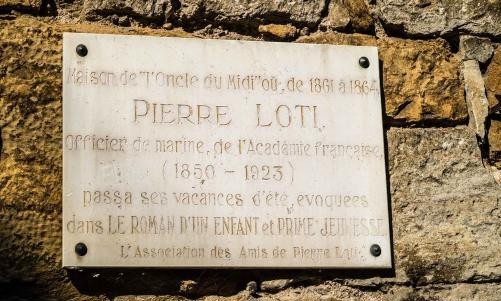 Maison de "l'Oncle du Midi" où, de 1861 à 1864
PIERRE LOTI
Officier de marine, de l'Académie française,
(1850 - 1923)
passa ses vacances d'été, evoquées
dans LE ROMAN D'UN ENFANT et PRIME JEUNESSE
L'Association des Amis de Pierre Loti